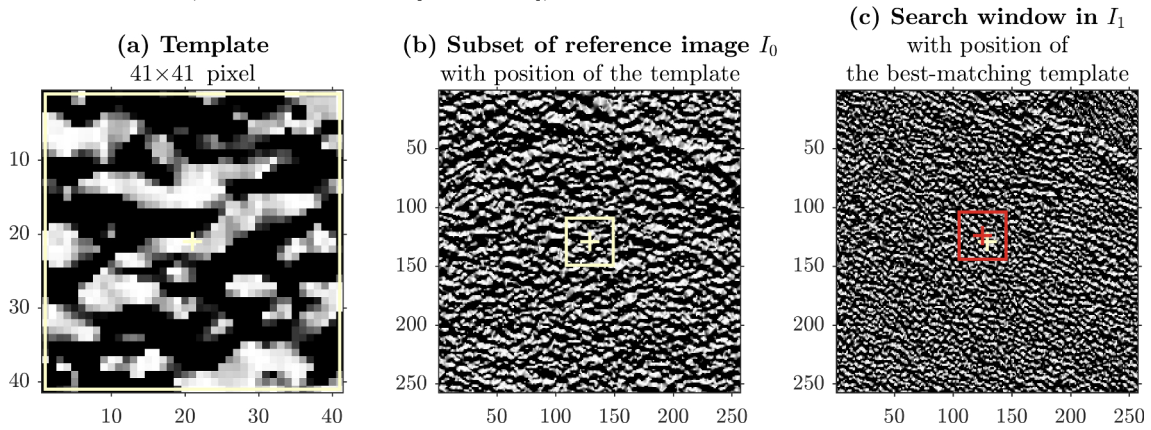 (a) Template
41×41 pixel
10
20
30
40
10 20 30 40
(b) Subset of reference image I₀
with position of the template
50
100
150
200
250
50 100 150 200 250
(c) Search window in I₁
with position of
the best-matching template
50
100
150
200
250
50 100 150 200 250